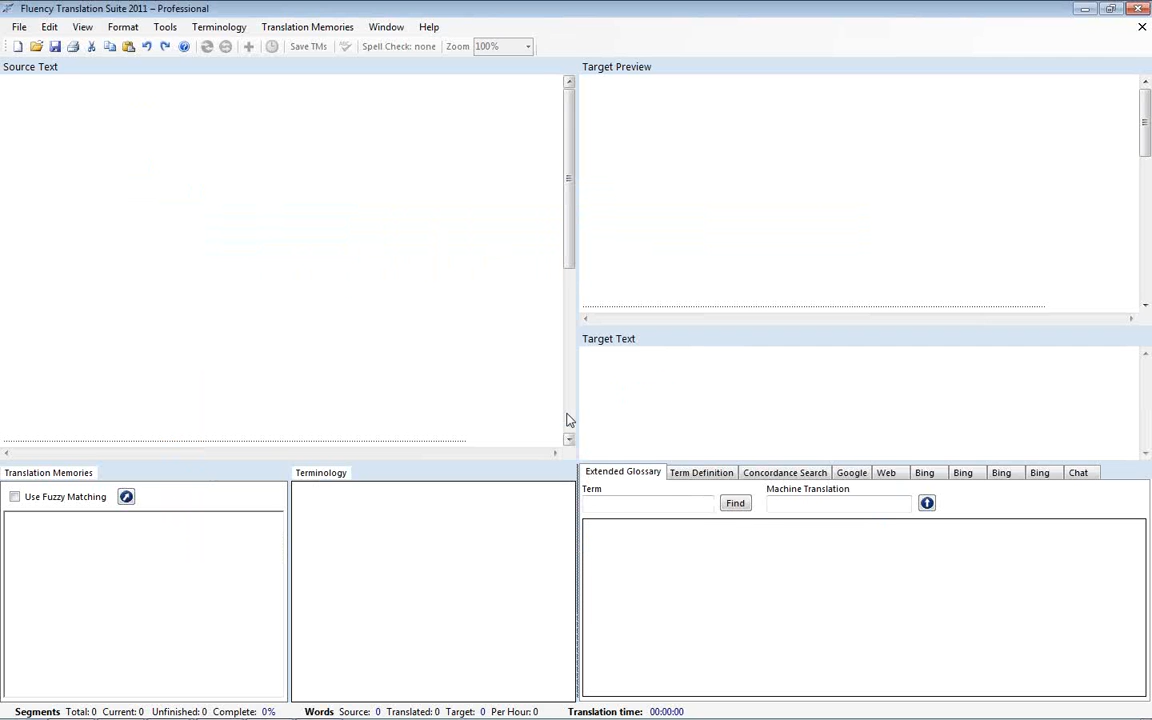 Fluency Translation Suite 2011 – Professional
File Edit View Format Tools Terminology Translation Memories Window Help
Save TMs Spell Check: none Zoom 100%
Source Text
Target Preview
Target Text
Translation Memories
Use Fuzzy Matching
Terminology
Extended Glossary Term Definition Concordance Search Google Web Bing Bing Bing Bing Chat
Term Machine Translation
Find
Segments Total: 0 Current: 0 Unfinished: 0 Complete: 0% Words Source: 0 Translated: 0 Target: 0 Per Hour: 0 Translation time: 00:00:00